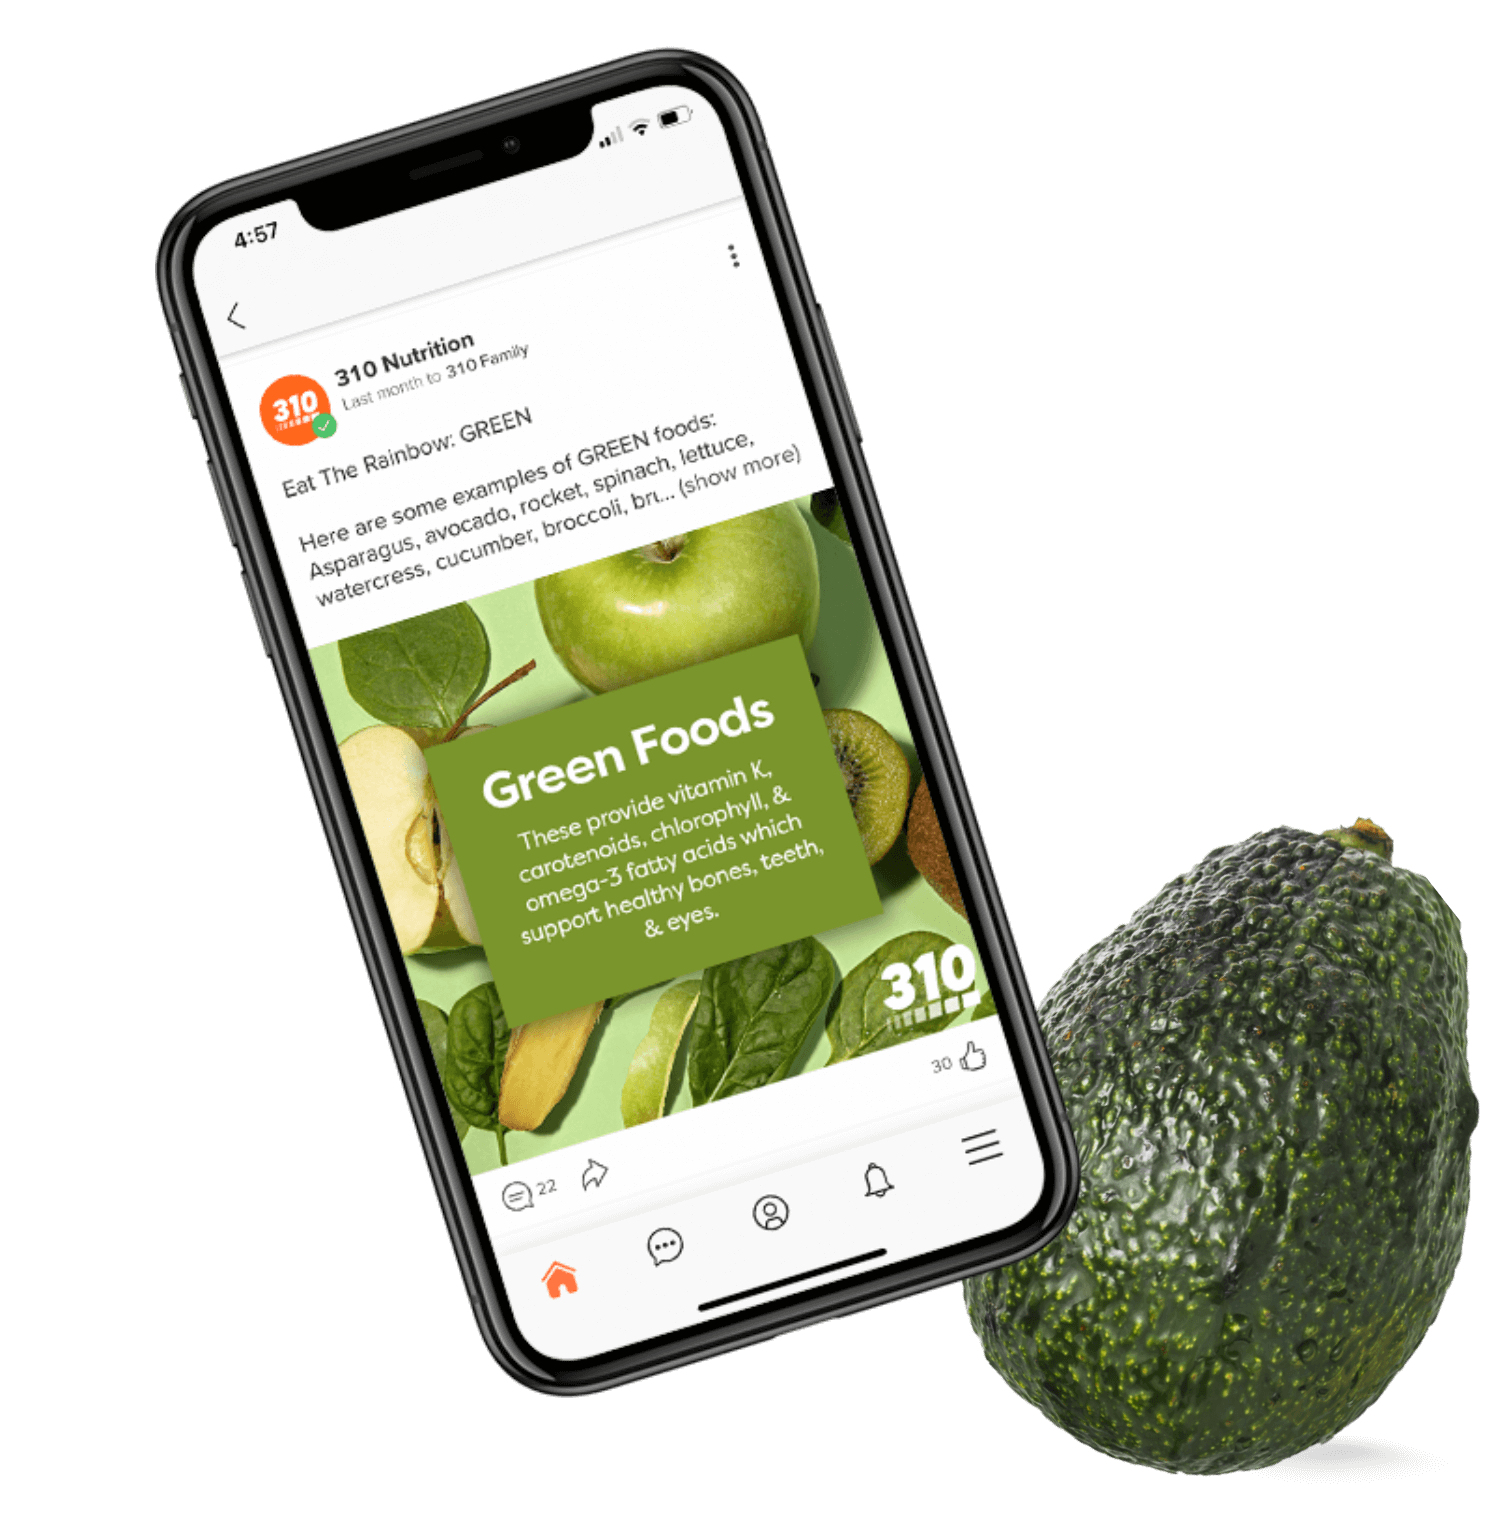 4:57
310 Nutrition
Last month to 310 Family
310
Eat The Rainbow: GREEN
Here are some examples of GREEN foods:
Asparagus, avocado, rocket, spinach, lettuce,
watercress, cucumber, broccoli, bru... (show more)
Green Foods
These provide vitamin K,
carotenoids, chlorophyll, &
omega-3 fatty acids which
support healthy bones, teeth,
& eyes.
310
30
22